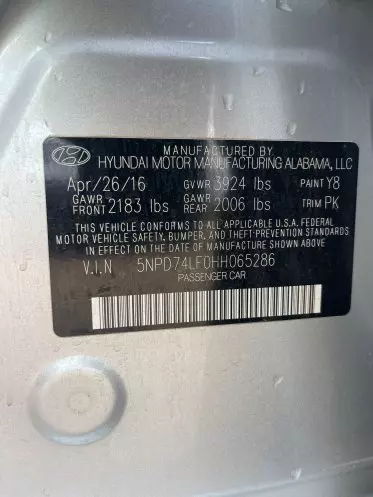 MANUFACTURED BY
HYUNDAI MOTOR MANUFACTURING ALABAMA, LLC
Apr/26/16 GVWR 3924 lbs PAINT Y8
GAWR FRONT 2183 lbs GAWR REAR 2006 lbs TRIM PK
THIS VEHICLE CONFORMS TO ALL APPLICABLE U.S.A. FEDERAL
MOTOR VEHICLE SAFETY, BUMPER, AND THEFT PREVENTION STANDARDS
IN EFFECT ON THE DATE OF MANUFACTURE SHOWN ABOVE.
V.I.N 5NPD74LF0HH065286
PASSENGER CAR